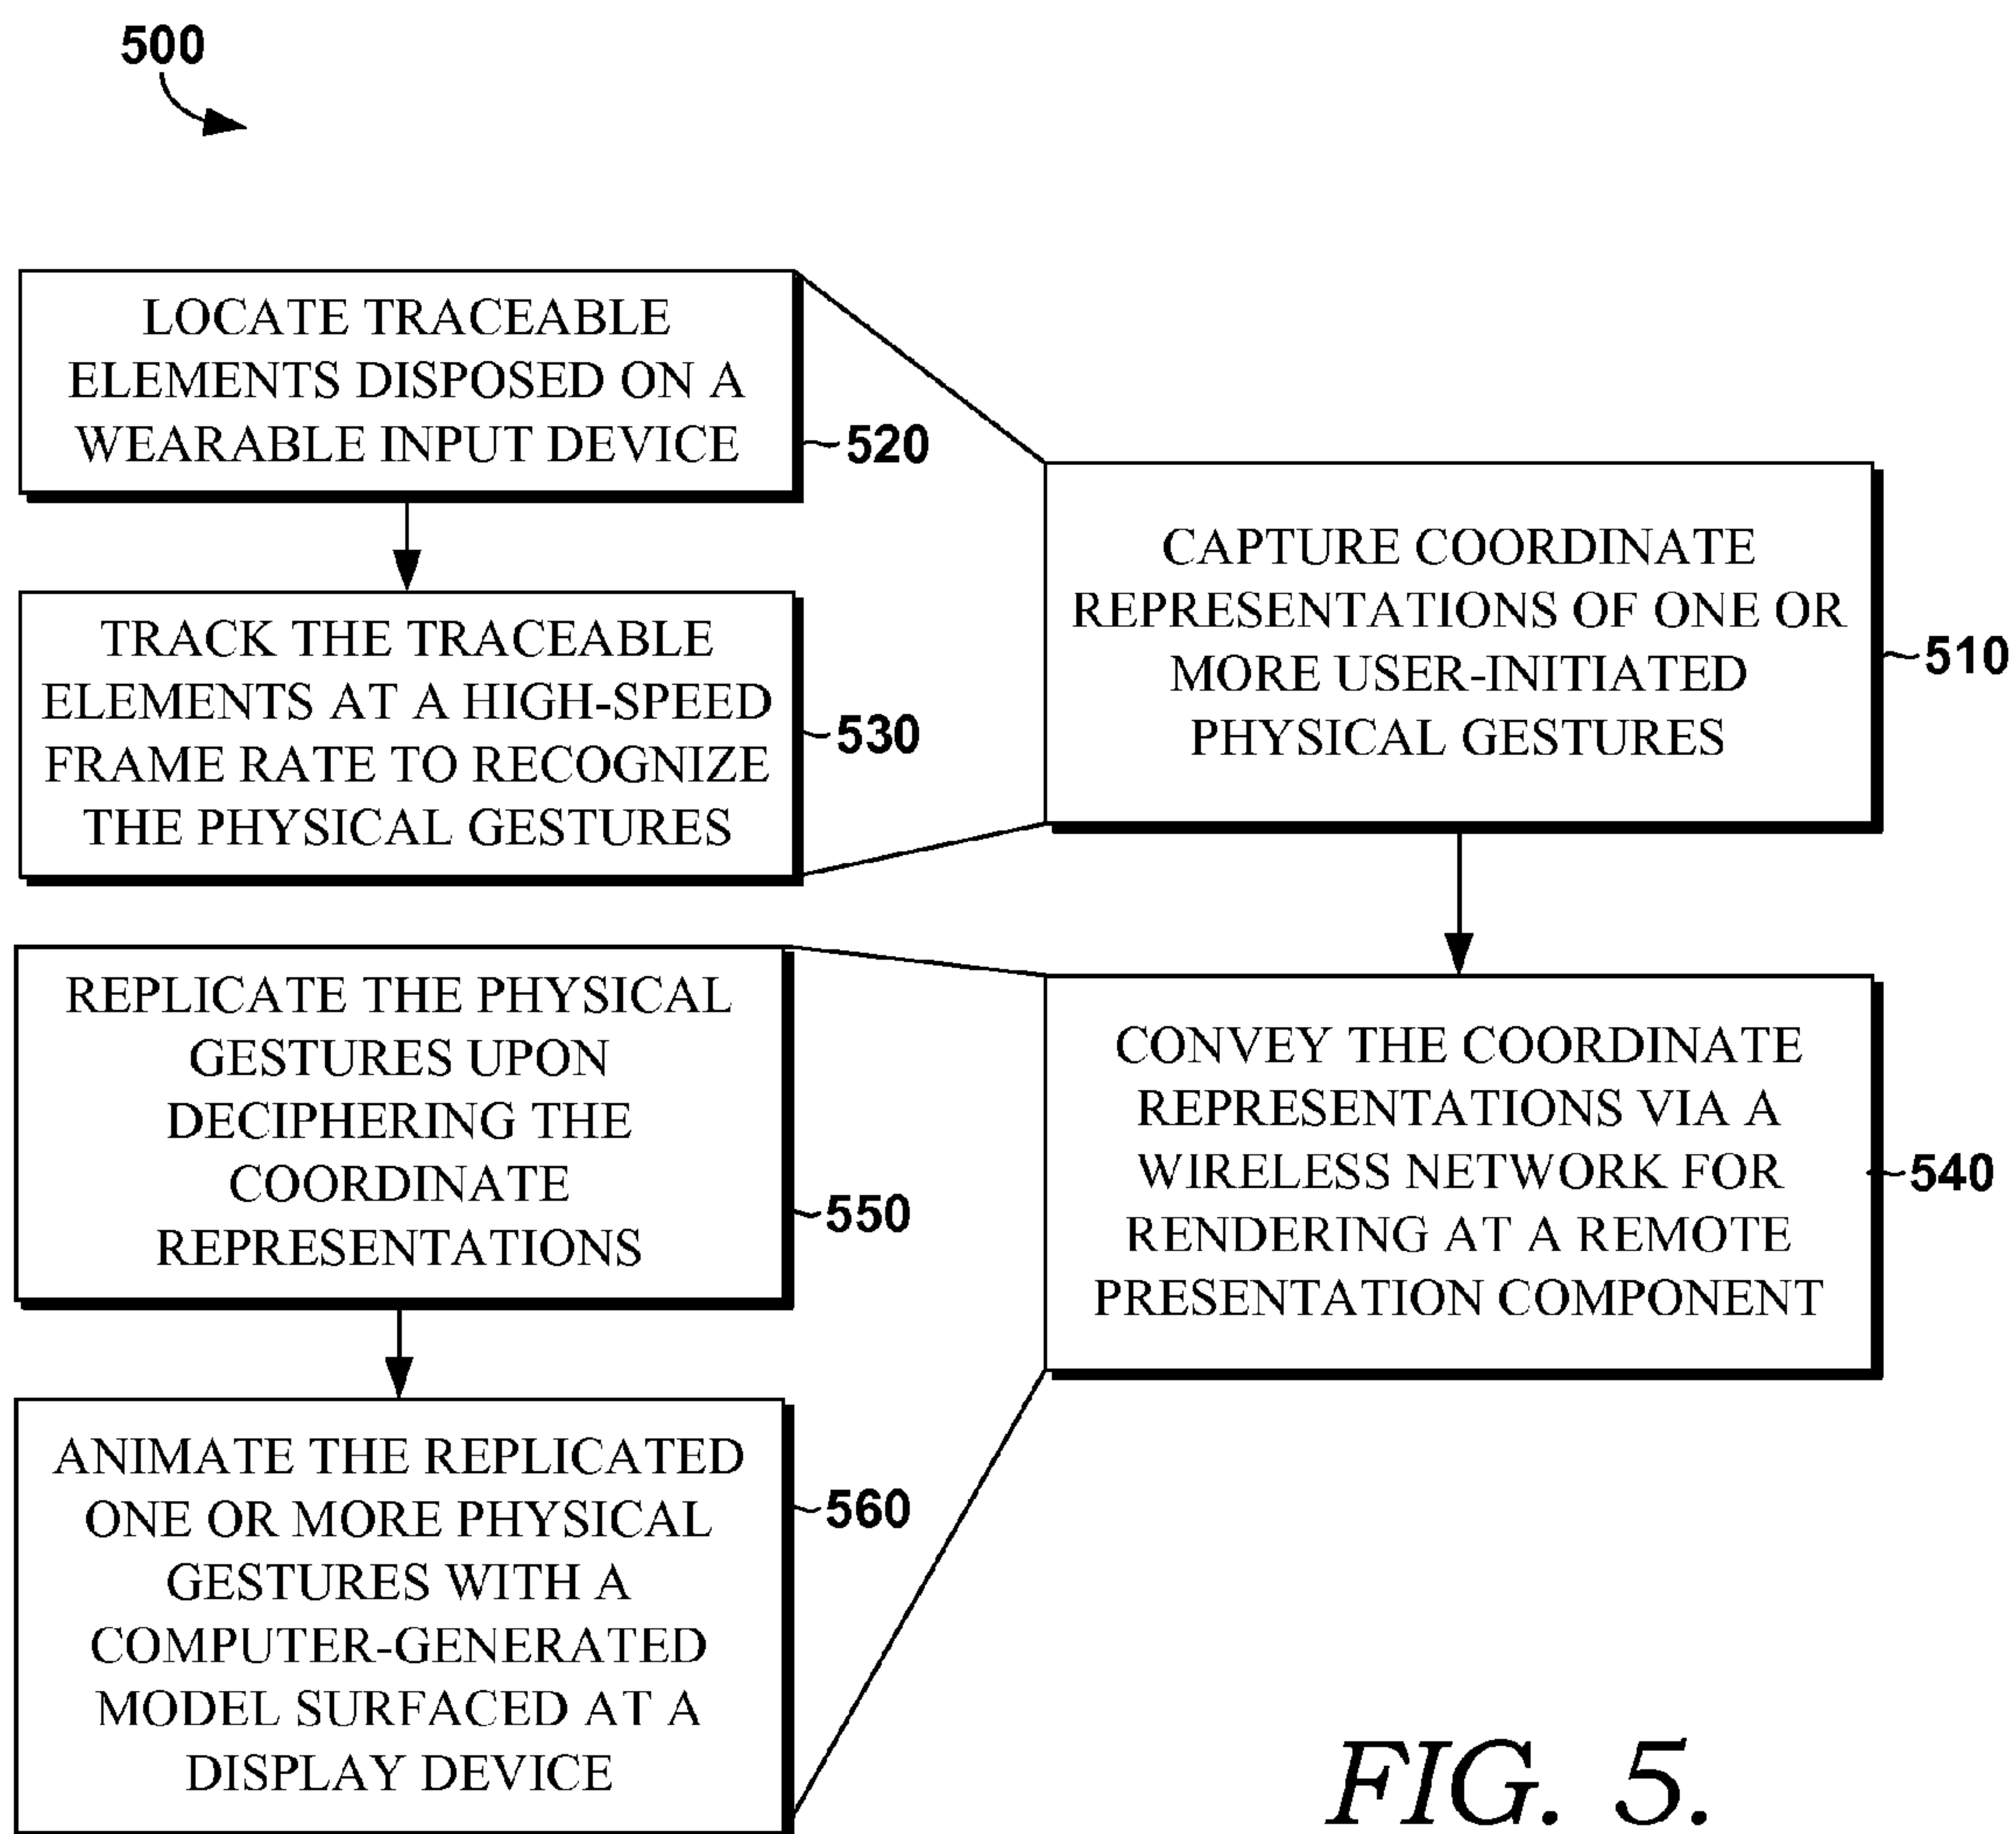 500
LOCATE TRACEABLE
ELEMENTS DISPOSED ON A
WEARABLE INPUT DEVICE
520
TRACK THE TRACEABLE
ELEMENTS AT A HIGH-SPEED
FRAME RATE TO RECOGNIZE
THE PHYSICAL GESTURES
530
CAPTURE COORDINATE
REPRESENTATIONS OF ONE OR
MORE USER-INITIATED
PHYSICAL GESTURES
510
REPLICATE THE PHYSICAL
GESTURES UPON
DECIPHERING THE
COORDINATE
REPRESENTATIONS
550
CONVEY THE COORDINATE
REPRESENTATIONS VIA A
WIRELESS NETWORK FOR
RENDERING AT A REMOTE
PRESENTATION COMPONENT
540
ANIMATE THE REPLICATED
ONE OR MORE PHYSICAL
GESTURES WITH A
COMPUTER-GENERATED
MODEL SURFACED AT A
DISPLAY DEVICE
560
FIG. 5.